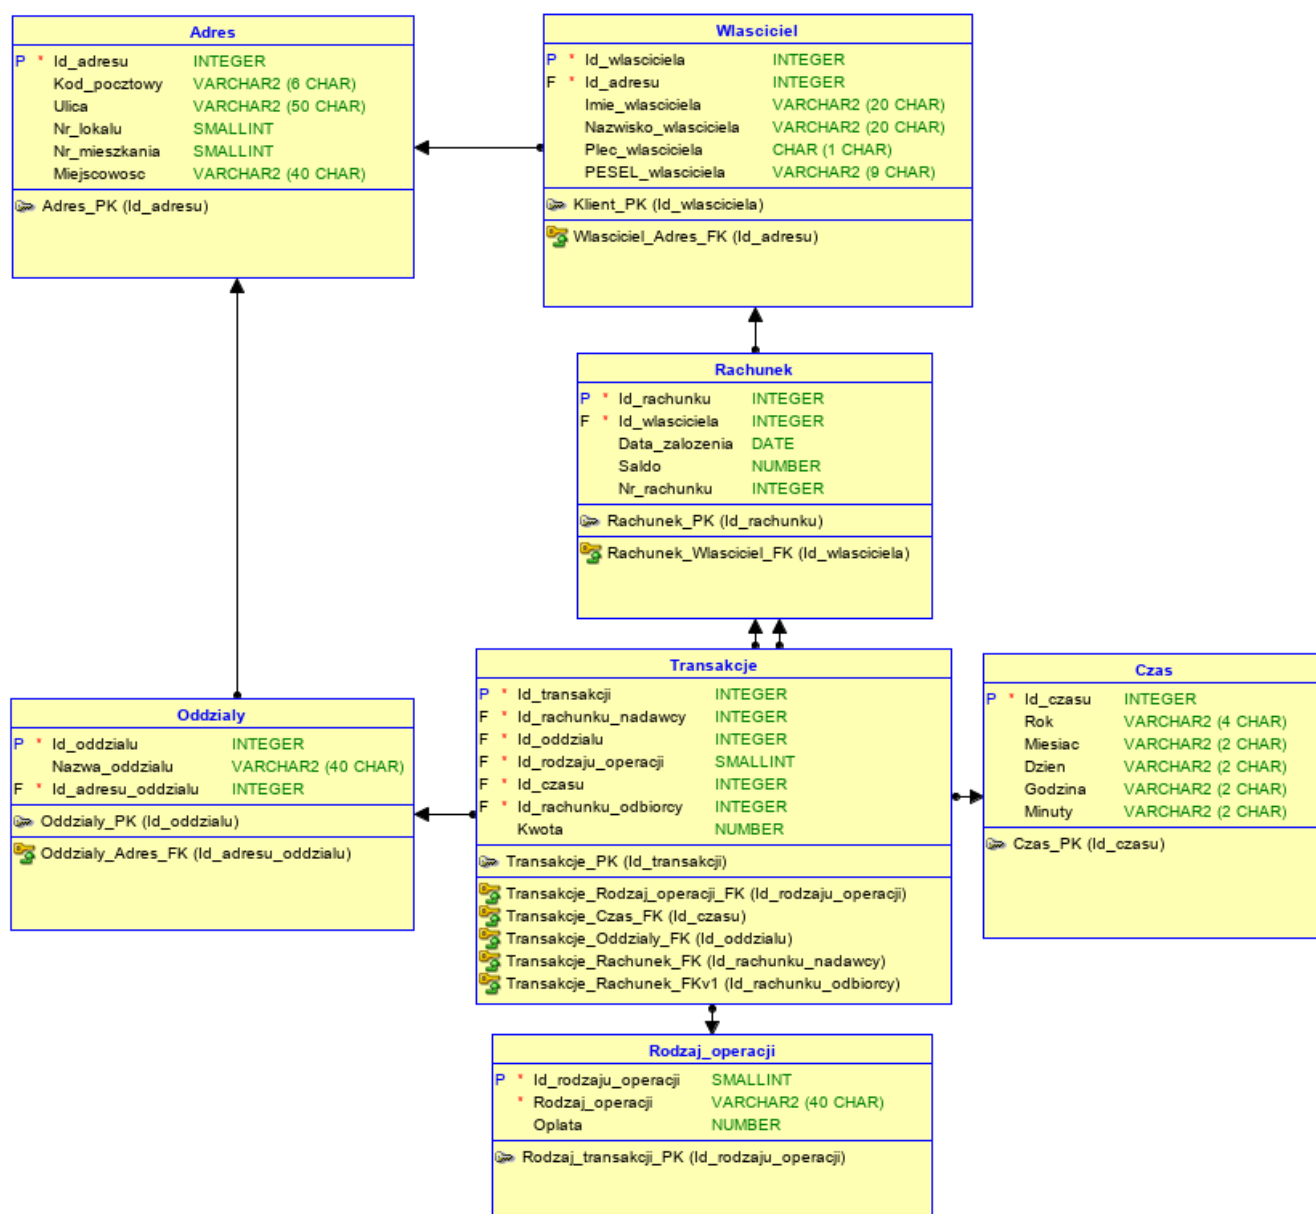 Adres
P * Id_adresu INTEGER
Kod_pocztowy VARCHAR2 (6 CHAR)
Ulica VARCHAR2 (50 CHAR)
Nr_lokalu SMALLINT
Nr_mieszkania SMALLINT
Miejscowosc VARCHAR2 (40 CHAR)
Adres_PK (Id_adresu)
Wlasciciel
P * Id_wlasciciela INTEGER
F * Id_adresu INTEGER
Imie_wlasciciela VARCHAR2 (20 CHAR)
Nazwisko_wlasciciela VARCHAR2 (20 CHAR)
Plec_wlasciciela CHAR (1 CHAR)
PESEL_wlasciciela VARCHAR2 (9 CHAR)
Klient_PK (Id_wlasciciela)
Wlasciciel_Adres_FK (Id_adresu)
Rachunek
P * Id_rachunku INTEGER
F * Id_wlasciciela INTEGER
Data_zalozenia DATE
Saldo NUMBER
Nr_rachunku INTEGER
Rachunek_PK (Id_rachunku)
Rachunek_Wlasciciel_FK (Id_wlasciciela)
Oddzialy
P * Id_oddzialu INTEGER
Nazwa_oddzialu VARCHAR2 (40 CHAR)
F * Id_adresu_oddzialu INTEGER
Oddzialy_PK (Id_oddzialu)
Oddzialy_Adres_FK (Id_adresu_oddzialu)
Transakcje
P * Id_transakcji INTEGER
F * Id_rachunku_nadawcy INTEGER
F * Id_oddzialu INTEGER
F * Id_rodzaju_operacji SMALLINT
F * Id_czasu INTEGER
F * Id_rachunku_odbiorcy INTEGER
Kwota NUMBER
Transakcje_PK (Id_transakcji)
Transakcje_Rodzaj_operacji_FK (Id_rodzaju_operacji)
Transakcje_Czas_FK (Id_czasu)
Transakcje_Oddzialy_FK (Id_oddzialu)
Transakcje_Rachunek_FK (Id_rachunku_nadawcy)
Transakcje_Rachunek_FKv1 (Id_rachunku_odbiorcy)
Czas
P * Id_czasu INTEGER
Rok VARCHAR2 (4 CHAR)
Miesiac VARCHAR2 (2 CHAR)
Dzien VARCHAR2 (2 CHAR)
Godzina VARCHAR2 (2 CHAR)
Minuty VARCHAR2 (2 CHAR)
Czas_PK (Id_czasu)
Rodzaj_operacji
P * Id_rodzaju_operacji SMALLINT
* Rodzaj_operacji VARCHAR2 (40 CHAR)
Oplata NUMBER
Rodzaj_transakcji_PK (Id_rodzaju_operacji)